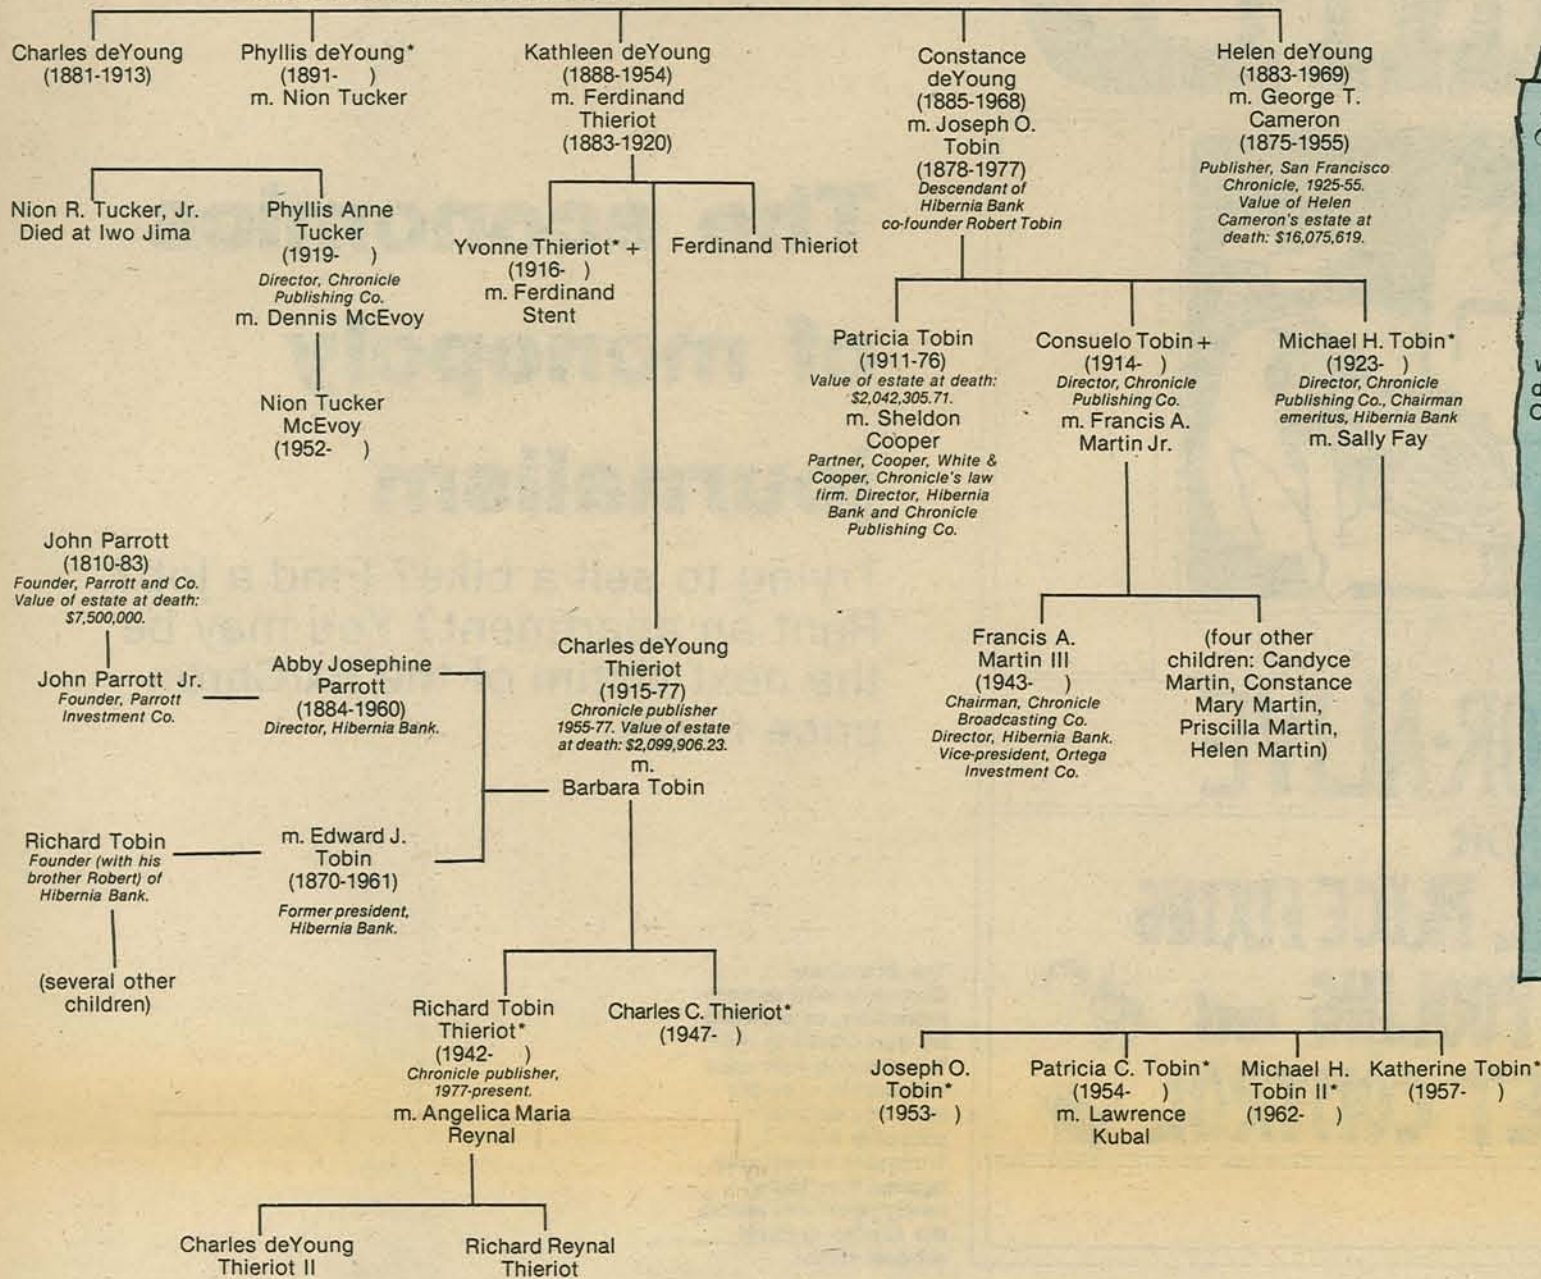 Charles deYoung
(1881-1913)
Phyllis deYoung*
(1891- )
m. Nion Tucker
Kathleen deYoung
(1888-1954)
m. Ferdinand
Thieriot
(1883-1920)
Constance
deYoung
(1885-1968)
m. Joseph O.
Tobin
(1878-1977)
Descendant of
Hibernia Bank
co-founder Robert Tobin
Helen deYoung
(1883-1969)
m. George T.
Cameron
(1875-1955)
Publisher, San Francisco
Chronicle, 1925-55.
Value of Helen
Cameron's estate at
death: $16,075,619.
Nion R. Tucker, Jr.
Died at Iwo Jima
Phyllis Anne
Tucker
(1919- )
Director, Chronicle
Publishing Co.
m. Dennis McEvoy
Nion Tucker
McEvoy
(1952- )
Yvonne Thieriot* +
(1916- )
m. Ferdinand
Stent
Ferdinand Thieriot
Patricia Tobin
(1911-76)
Value of estate at death:
$2,042,305.71.
m. Sheldon
Cooper
Partner, Cooper, White &
Cooper, Chronicle's law
firm. Director, Hibernia
Bank and Chronicle
Publishing Co.
Consuelo Tobin +
(1914- )
Director, Chronicle
Publishing Co.
m. Francis A.
Martin Jr.
Michael H. Tobin*
(1923- )
Director, Chronicle
Publishing Co., Chairman
emeritus, Hibernia Bank
m. Sally Fay
John Parrott
(1810-83)
Founder, Parrott and Co.
Value of estate at death:
$7,500,000.
John Parrott Jr.
Founder, Parrott
Investment Co.
Abby Josephine
Parrott
(1884-1960)
Director, Hibernia Bank.
Charles deYoung
Thieriot
(1915-77)
Chronicle publisher
1955-77. Value of estate
at death: $2,099,906.23.
m.
Barbara Tobin
Francis A.
Martin III
(1943- )
Chairman, Chronicle
Broadcasting Co.
Director, Hibernia Bank.
Vice-president, Ortega
Investment Co.
(four other
children: Candyce
Martin, Constance
Mary Martin,
Priscilla Martin,
Helen Martin)
Richard Tobin
Founder (with his
brother Robert) of
Hibernia Bank.
m. Edward J.
Tobin
(1870-1961)
Former president,
Hibernia Bank.
(several other
children)
Richard Tobin
Thieriot*
(1942- )
Chronicle publisher,
1977-present.
m. Angelica Maria
Reynal
Charles C. Thieriot*
(1947- )
Joseph O.
Tobin*
(1953- )
Patricia C. Tobin*
(1954- )
m. Lawrence
Kubal
Michael H.
Tobin II*
(1962- )
Katherine Tobin*
(1957- )
Charles deYoung
Thieriot II
Richard Reynal
Thieriot